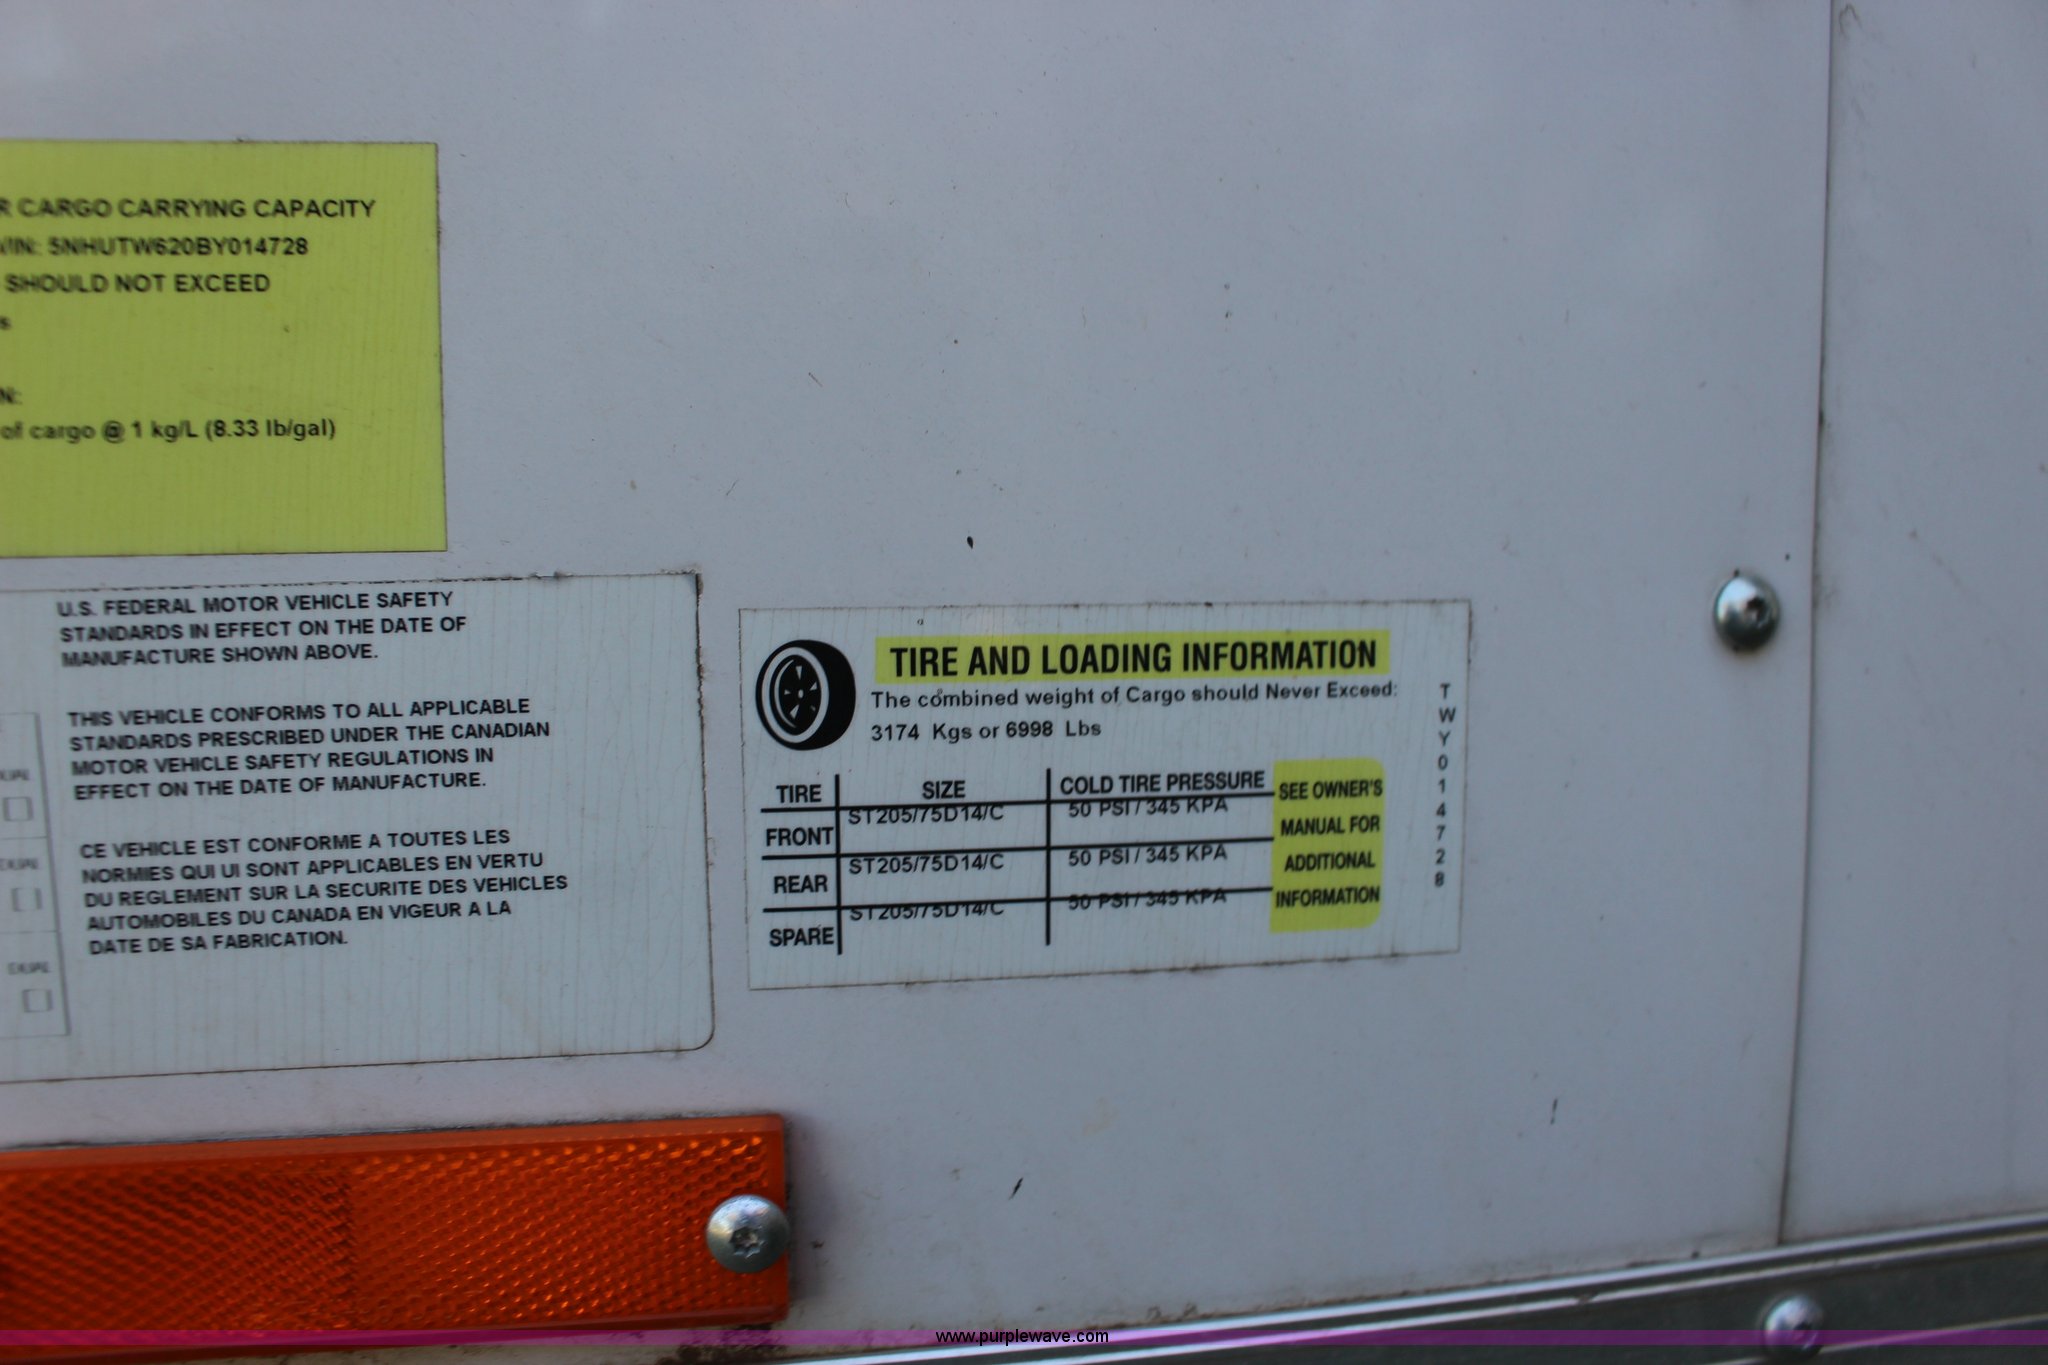 R CARGO CARRYING CAPACITY
VIN: 5NHUTW620BY014728
SHOULD NOT EXCEED
s
N:
of cargo @ 1 kg/L (8.33 lb/gal)
U.S. FEDERAL MOTOR VEHICLE SAFETY
STANDARDS IN EFFECT ON THE DATE OF
MANUFACTURE SHOWN ABOVE.
THIS VEHICLE CONFORMS TO ALL APPLICABLE
STANDARDS PRESCRIBED UNDER THE CANADIAN
MOTOR VEHICLE SAFETY REGULATIONS IN
EFFECT ON THE DATE OF MANUFACTURE.
CE VEHICLE EST CONFORME A TOUTES LES
NORMIES QUI UI SONT APPLICABLES EN VERTU
DU REGLEMENT SUR LA SECURITE DES VEHICLES
AUTOMOBILES DU CANADA EN VIGEUR A LA
DATE DE SA FABRICATION.
DUAL
DUAL
DUAL
TIRE AND LOADING INFORMATION
The combined weight of Cargo should Never Exceed:
3174 Kgs or 6998 Lbs
TIRE SIZE COLD TIRE PRESSURE
FRONT ST205/75D14/C 50 PSI / 345 KPA
REAR ST205/75D14/C 50 PSI / 345 KPA
SPARE ST205/75D14/C 50 PSI / 345 KPA
SEE OWNER'S
MANUAL FOR
ADDITIONAL
INFORMATION
TWY014728
www.purplewave.com